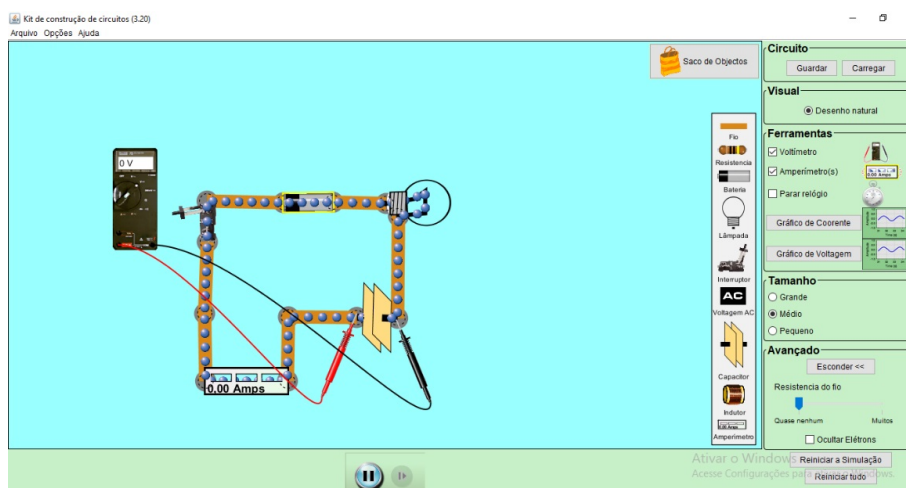 Kit de construção de circuitos (3.20)
Arquivo Opções Ajuda
Saco de Objectos
0 V
0.00 Amps
Fio
Resistencia
Bateria
Lâmpada
Interruptor
AC
Voltagem AC
Capacitor
Indutor
Amperimetro
Circuito
Guardar Carregar
Visual
Desenho natural
Ferramentas
Voltímetro
Amperímetro(s)
0.00 Amps
Parar relógio
Gráfico de Coorente
Gráfico de Voltagem
Tamanho
Grande
Médio
Pequeno
Avançado
Esconder <<
Resistencia do fio
Quase nenhum Muitos
Ocultar Elétrons
Reiniciar a Simulação
Reiniciar tudo
Ativar o Windows
Acesse Configurações